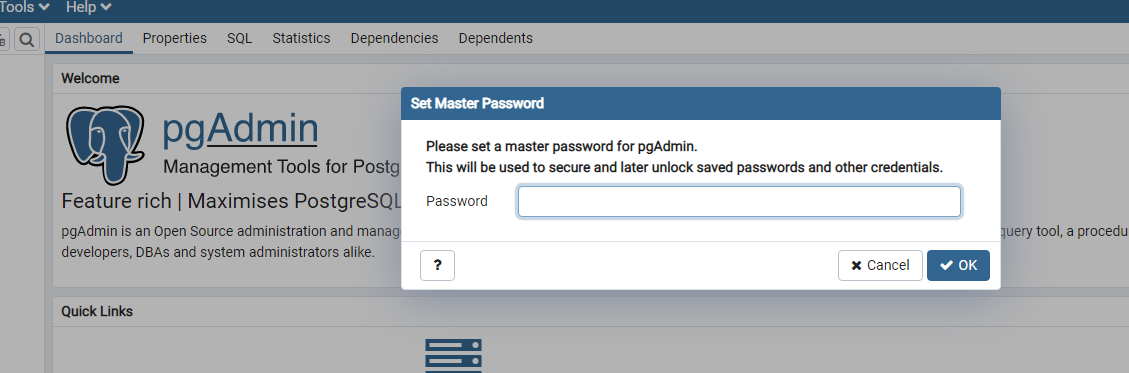 Tools Help
Dashboard Properties SQL Statistics Dependencies Dependents
Welcome
pgAdmin
Management Tools for Postg
Feature rich | Maximises PostgreSQL
pgAdmin is an Open Source administration and manag
query tool, a procedu
developers, DBAs and system administrators alike.
Set Master Password
Please set a master password for pgAdmin.
This will be used to secure and later unlock saved passwords and other credentials.
Password
? Cancel OK
Quick Links